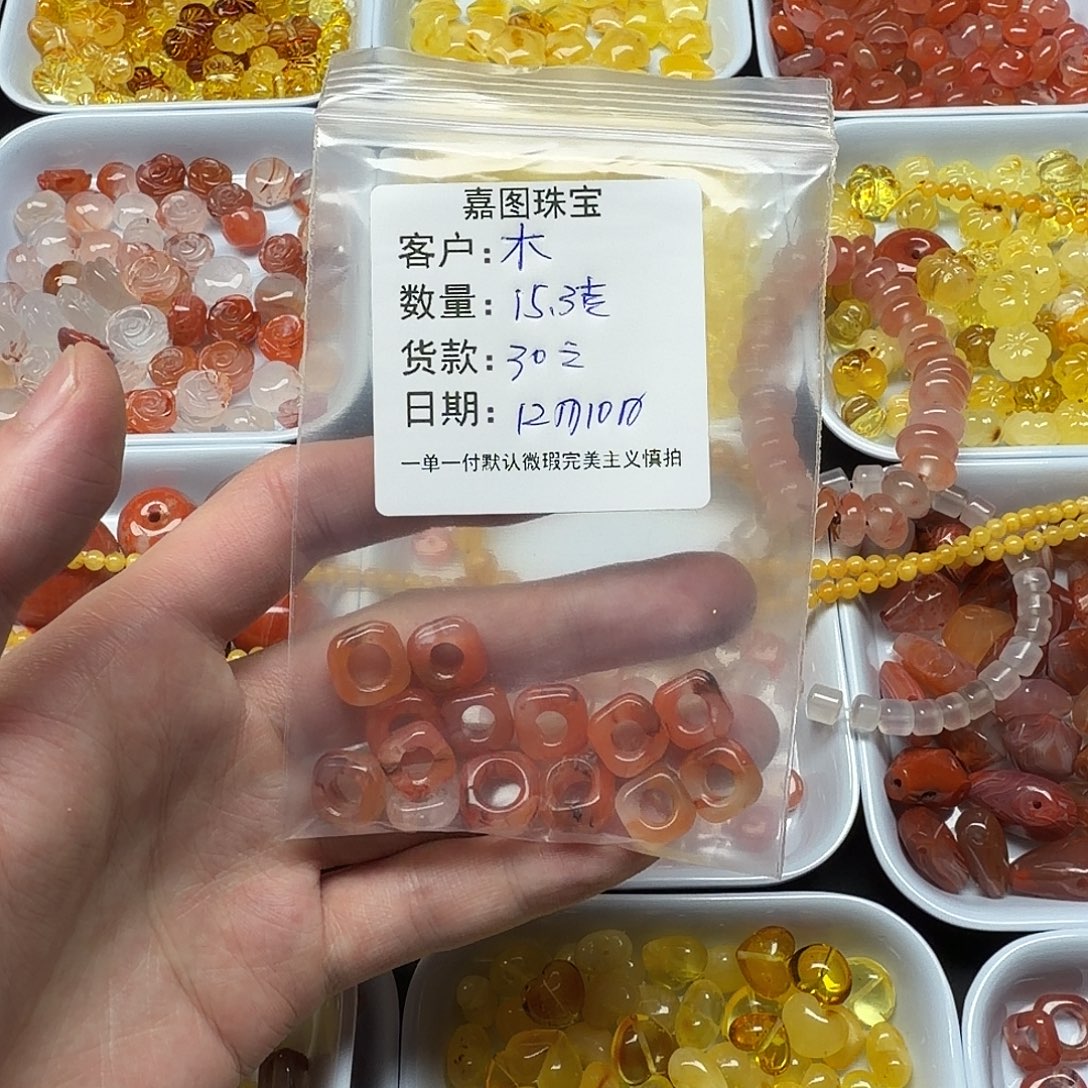 嘉图珠宝
客户：木
数量：15.3克
货款：30元
日期：12月10日
一单一付默认微瑕完美主义慎拍